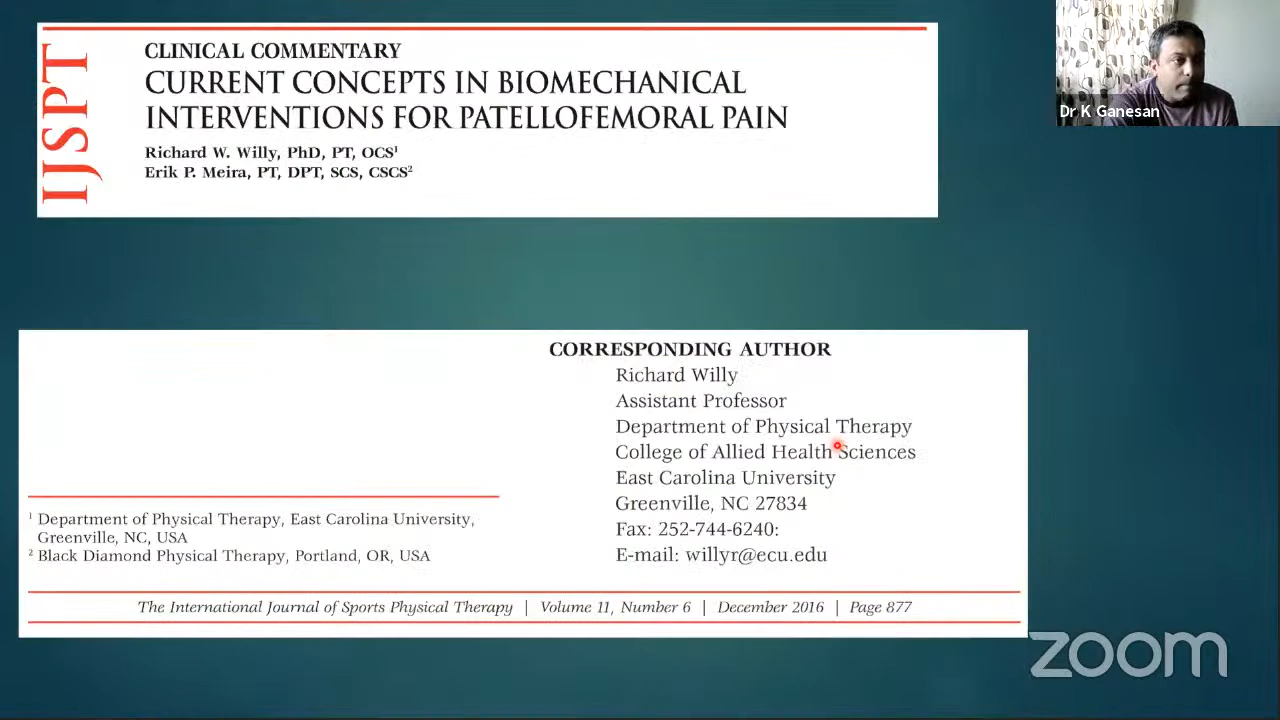 IJSPT
CLINICAL COMMENTARY
CURRENT CONCEPTS IN BIOMECHANICAL
INTERVENTIONS FOR PATELLOFEMORAL PAIN
Richard W. Willy, PhD, PT, OCS¹
Erik P. Meira, PT, DPT, SCS, CSCS²
Dr K Ganesan
CORRESPONDING AUTHOR
Richard Willy
Assistant Professor
Department of Physical Therapy
College of Allied Health Sciences
East Carolina University
Greenville, NC 27834
Fax: 252-744-6240:
E-mail: willyr@ecu.edu
¹ Department of Physical Therapy, East Carolina University,
Greenville, NC, USA
² Black Diamond Physical Therapy, Portland, OR, USA
The International Journal of Sports Physical Therapy | Volume 11, Number 6 | December 2016 | Page 877
zoom